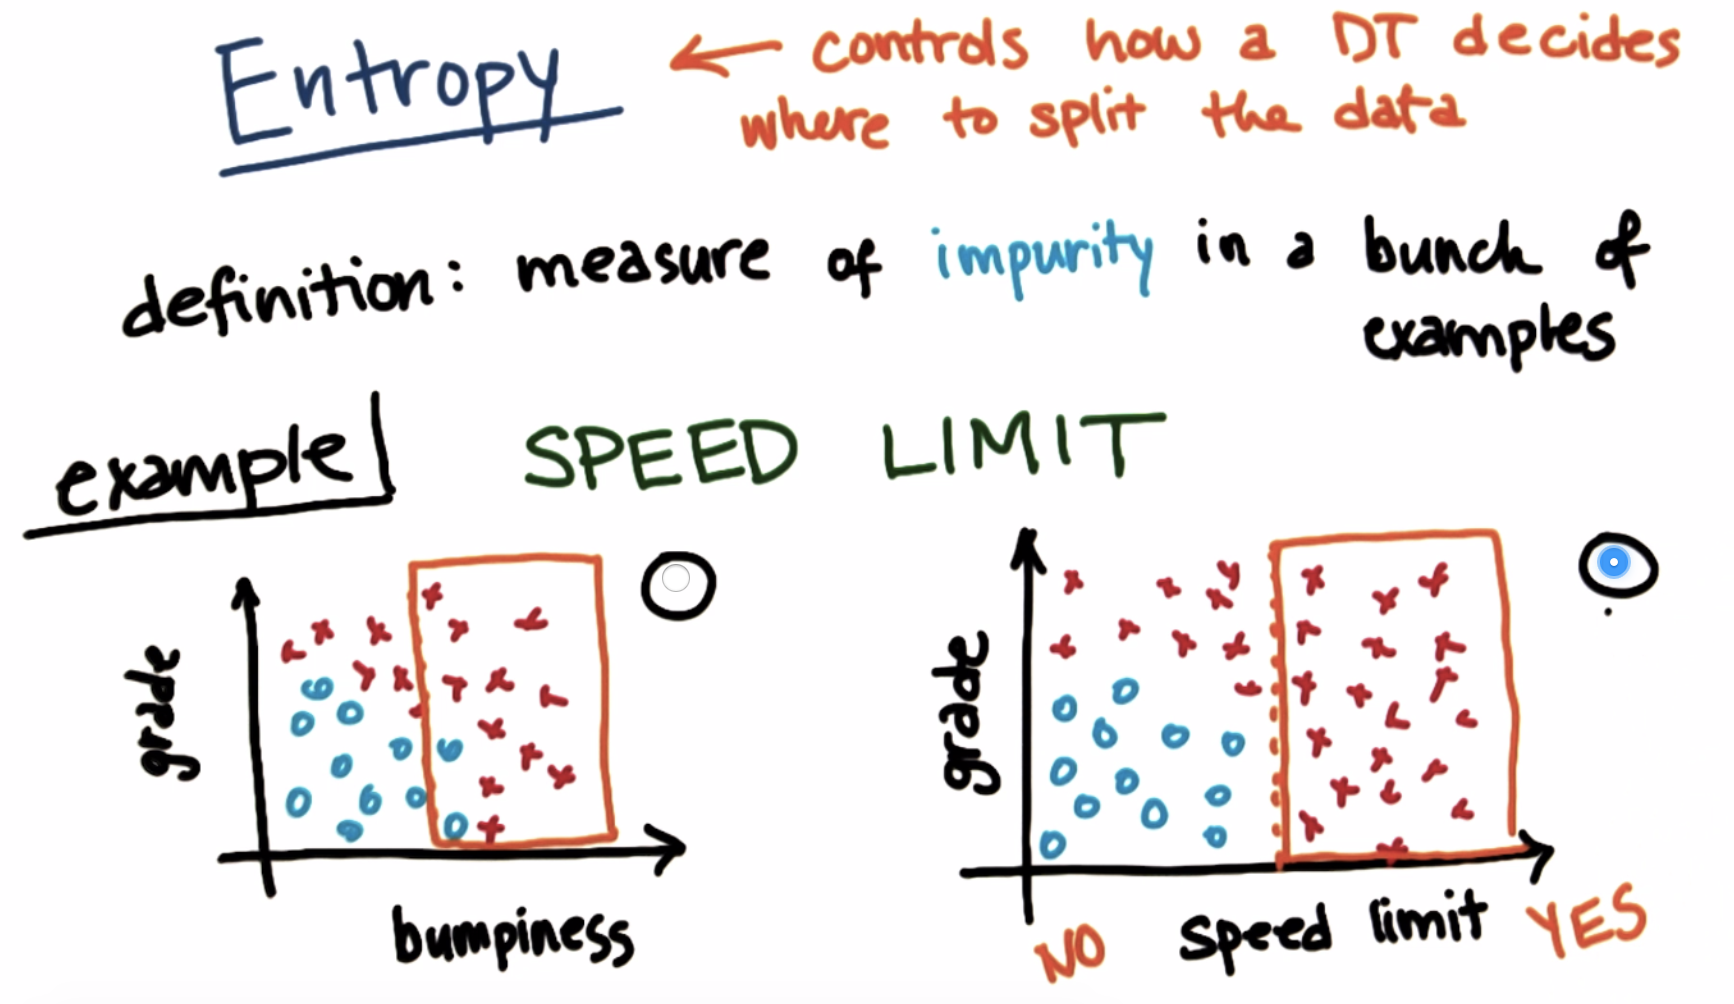 Entropy ← controls how a DT decides
where to split the data
definition: measure of impurity in a bunch of
examples
example SPEED LIMIT
grade
bumpiness
grade
NO speed limit YES